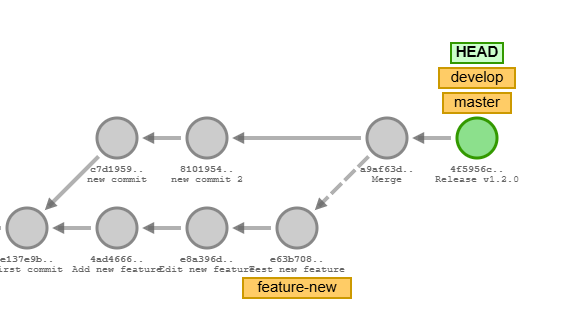 HEAD
develop
master
c7d1959..
new commit
8101954..
new commit 2
a9af63d..
Merge
4f5956c..
Release v1.2.0
e137e9b..
irst commit
4ad4666..
Add new feature
e8a396d..
Edit new feature
e63b708..
Test new feature
feature-new